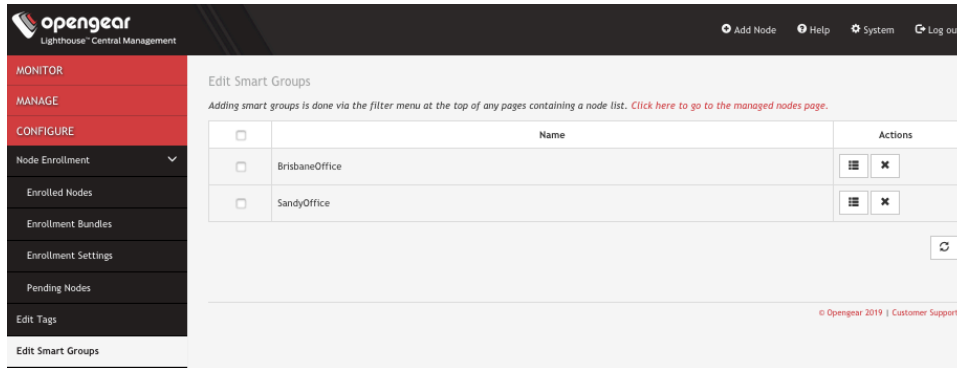 opengear
Lighthouse™ Central Management
Add Node Help System Log ou
MONITOR
MANAGE
CONFIGURE
Node Enrollment
Enrolled Nodes
Enrollment Bundles
Enrollment Settings
Pending Nodes
Edit Tags
Edit Smart Groups
Edit Smart Groups
Adding smart groups is done via the filter menu at the top of any pages containing a node list. Click here to go to the managed nodes page.
Name Actions
BrisbaneOffice
SandyOffice
© Opengear 2019 | Customer Support